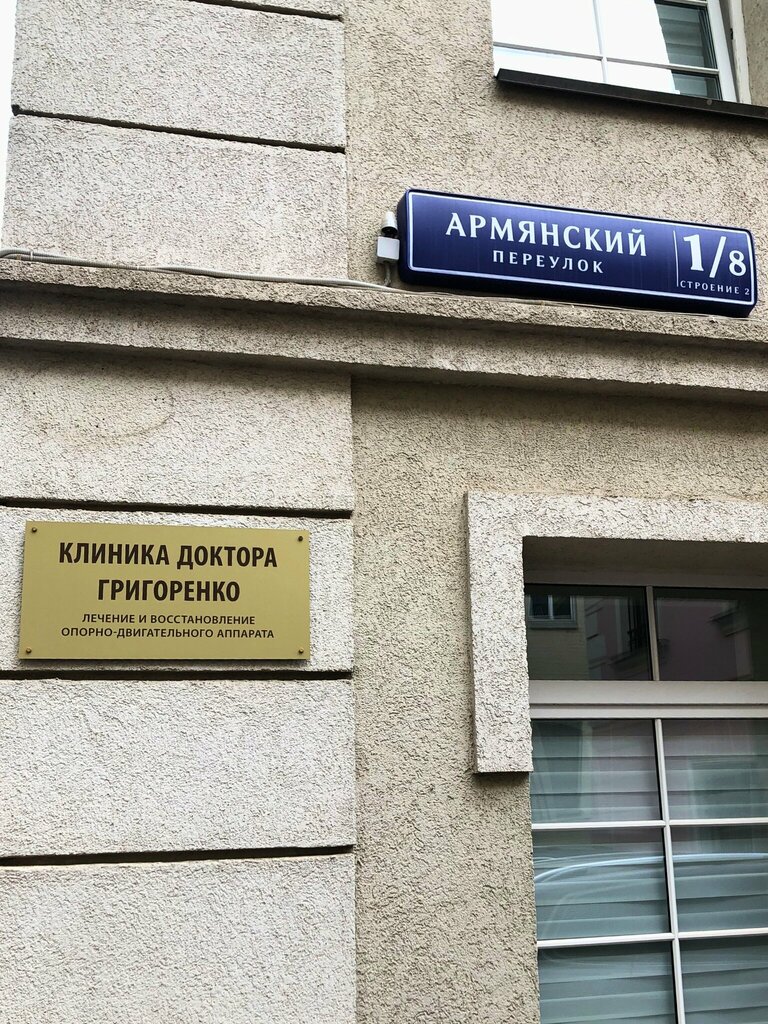 АРМЯНСКИЙ
ПЕРЕУЛОК
1/8
СТРОЕНИЕ 2
КЛИНИКА ДОКТОРА
ГРИГОРЕНКО
ЛЕЧЕНИЕ И ВОССТАНОВЛЕНИЕ
ОПОРНО-ДВИГАТЕЛЬНОГО АППАРАТА